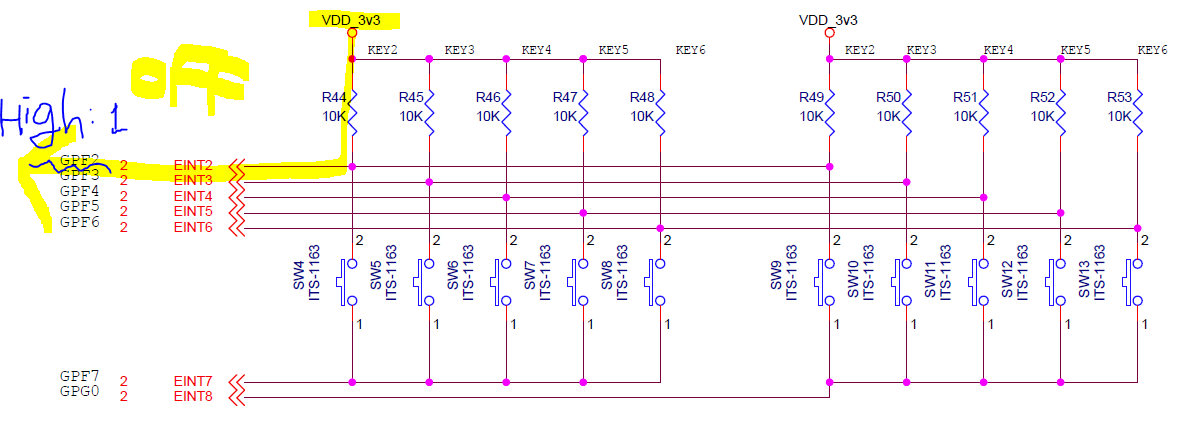 VDD_3v3 VDD_3v3
KEY2 KEY3 KEY4 KEY5 KEY6 KEY2 KEY3 KEY4 KEY5 KEY6
OFF
High: 1
R44 R45 R46 R47 R48 R49 R50 R51 R52 R53
10K 10K 10K 10K 10K 10K 10K 10K 10K 10K
GPF2 2 EINT2
GPF3 2 EINT3
GPF4 2 EINT4
GPF5 2 EINT5
GPF6 2 EINT6
2 2 2 2 2 2 2 2 2 2
SW4 ITS-1163 SW5 ITS-1163 SW6 ITS-1163 SW7 ITS-1163 SW8 ITS-1163 SW9 ITS-1163 SW10 ITS-1163 SW11 ITS-1163 SW12 ITS-1163 SW13 ITS-1163
1 1 1 1 1 1 1 1 1 1
GPF7 2 EINT7
GPG0 2 EINT8